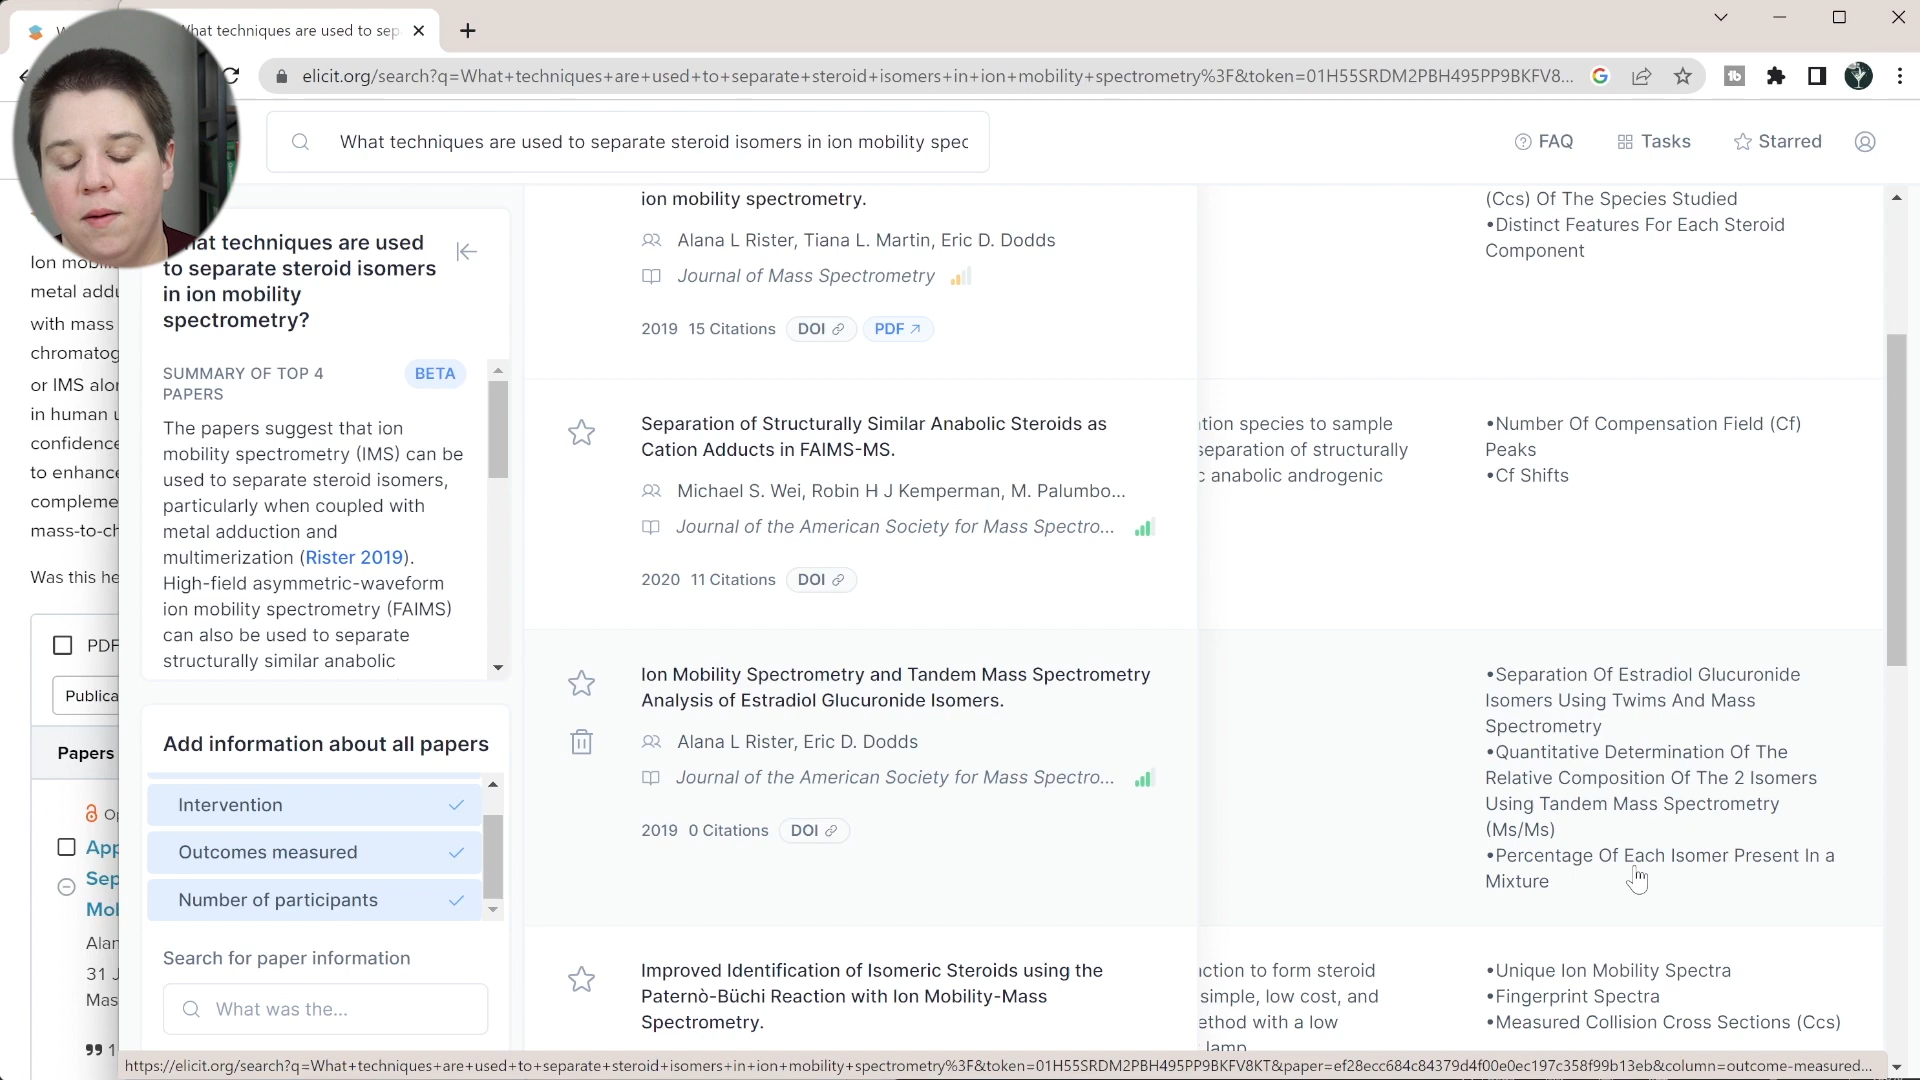 What techniques are used to sep
elicit.org/search?q=What+techniques+are+used+to+separate+steroid+isomers+in+ion+mobility+spectrometry%3F&token=01H55SRDM2PBH495PP9BKFV8...
What techniques are used to separate steroid isomers in ion mobility spec
FAQ
Tasks
Starred
Ion mobil
metal addu
with mass
chromatog
or IMS alon
in human u
confidence
to enhance
compleme
mass-to-ch
Was this he
PDF
Publica
Papers
Op
App
Sep
Mob
Alan
31 J
Mas
1
What techniques are used
to separate steroid isomers
in ion mobility
spectrometry?
SUMMARY OF TOP 4
PAPERS
BETA
The papers suggest that ion
mobility spectrometry (IMS) can be
used to separate steroid isomers,
particularly when coupled with
metal adduction and
multimerization (Rister 2019).
High-field asymmetric-waveform
ion mobility spectrometry (FAIMS)
can also be used to separate
structurally similar anabolic
Add information about all papers
Intervention
Outcomes measured
Number of participants
Search for paper information
What was the...
ion mobility spectrometry.
Alana L Rister, Tiana L. Martin, Eric D. Dodds
Journal of Mass Spectrometry
2019 15 Citations DOI PDF
(Ccs) Of The Species Studied
•Distinct Features For Each Steroid
Component
Separation of Structurally Similar Anabolic Steroids as
Cation Adducts in FAIMS-MS.
Michael S. Wei, Robin H J Kemperman, M. Palumbo...
Journal of the American Society for Mass Spectro...
2020 11 Citations DOI
tion species to sample
separation of structurally
c anabolic androgenic
•Number Of Compensation Field (Cf)
Peaks
•Cf Shifts
Ion Mobility Spectrometry and Tandem Mass Spectrometry
Analysis of Estradiol Glucuronide Isomers.
Alana L Rister, Eric D. Dodds
Journal of the American Society for Mass Spectro...
2019 0 Citations DOI
•Separation Of Estradiol Glucuronide
Isomers Using Twims And Mass
Spectrometry
•Quantitative Determination Of The
Relative Composition Of The 2 Isomers
Using Tandem Mass Spectrometry
(Ms/Ms)
•Percentage Of Each Isomer Present In a
Mixture
Improved Identification of Isomeric Steroids using the
Paternò-Büchi Reaction with Ion Mobility-Mass
Spectrometry.
ction to form steroid
simple, low cost, and
ethod with a low
lamp
•Unique Ion Mobility Spectra
•Fingerprint Spectra
•Measured Collision Cross Sections (Ccs)
https://elicit.org/search?q=What+techniques+are+used+to+separate+steroid+isomers+in+ion+mobility+spectrometry%3F&token=01H55SRDM2PBH495PP9BKFV8KT&paper=ef28ecc684c84379d4f00e0ec197c358f99b13eb&column=outcome-measured...